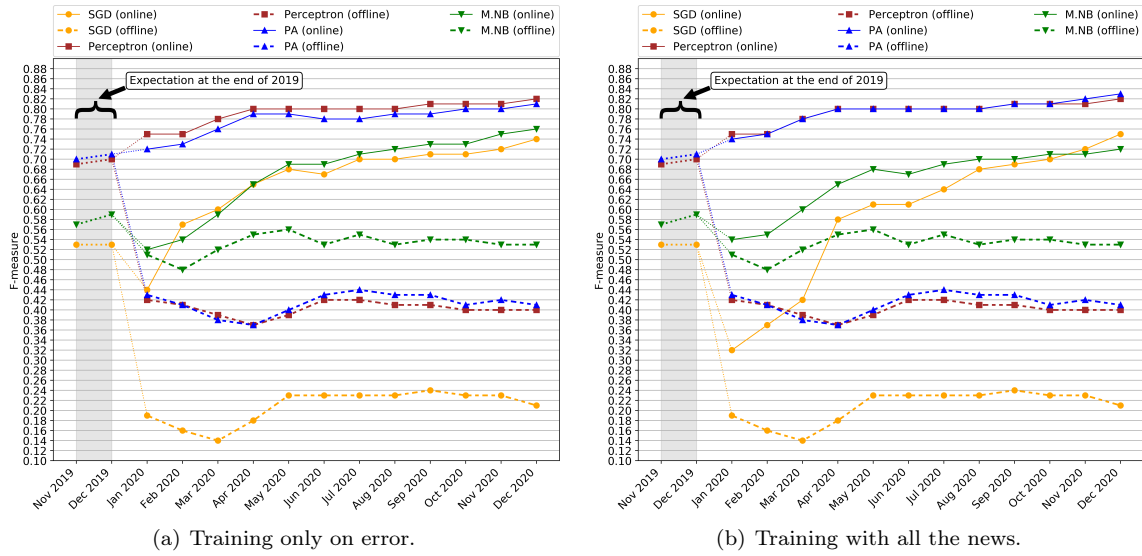 SGD (online)
SGD (offline)
Perceptron (online)
Perceptron (offline)
PA (online)
PA (offline)
M.NB (online)
M.NB (offline)
Expectation at the end of 2019
F-measure
0.88
0.86
0.84
0.82
0.80
0.78
0.76
0.74
0.72
0.70
0.68
0.66
0.64
0.62
0.60
0.58
0.56
0.54
0.52
0.50
0.48
0.46
0.44
0.42
0.40
0.38
0.36
0.34
0.32
0.30
0.28
0.26
0.24
0.22
0.20
0.18
0.16
0.14
0.12
0.10
Nov 2019
Dec 2019
Jan 2020
Feb 2020
Mar 2020
Apr 2020
May 2020
Jun 2020
Jul 2020
Aug 2020
Sep 2020
Oct 2020
Nov 2020
Dec 2020
(a) Training only on error.
SGD (online)
SGD (offline)
Perceptron (online)
Perceptron (offline)
PA (online)
PA (offline)
M.NB (online)
M.NB (offline)
Expectation at the end of 2019
F-measure
0.88
0.86
0.84
0.82
0.80
0.78
0.76
0.74
0.72
0.70
0.68
0.66
0.64
0.62
0.60
0.58
0.56
0.54
0.52
0.50
0.48
0.46
0.44
0.42
0.40
0.38
0.36
0.34
0.32
0.30
0.28
0.26
0.24
0.22
0.20
0.18
0.16
0.14
0.12
0.10
Nov 2019
Dec 2019
Jan 2020
Feb 2020
Mar 2020
Apr 2020
May 2020
Jun 2020
Jul 2020
Aug 2020
Sep 2020
Oct 2020
Nov 2020
Dec 2020
(b) Training with all the news.